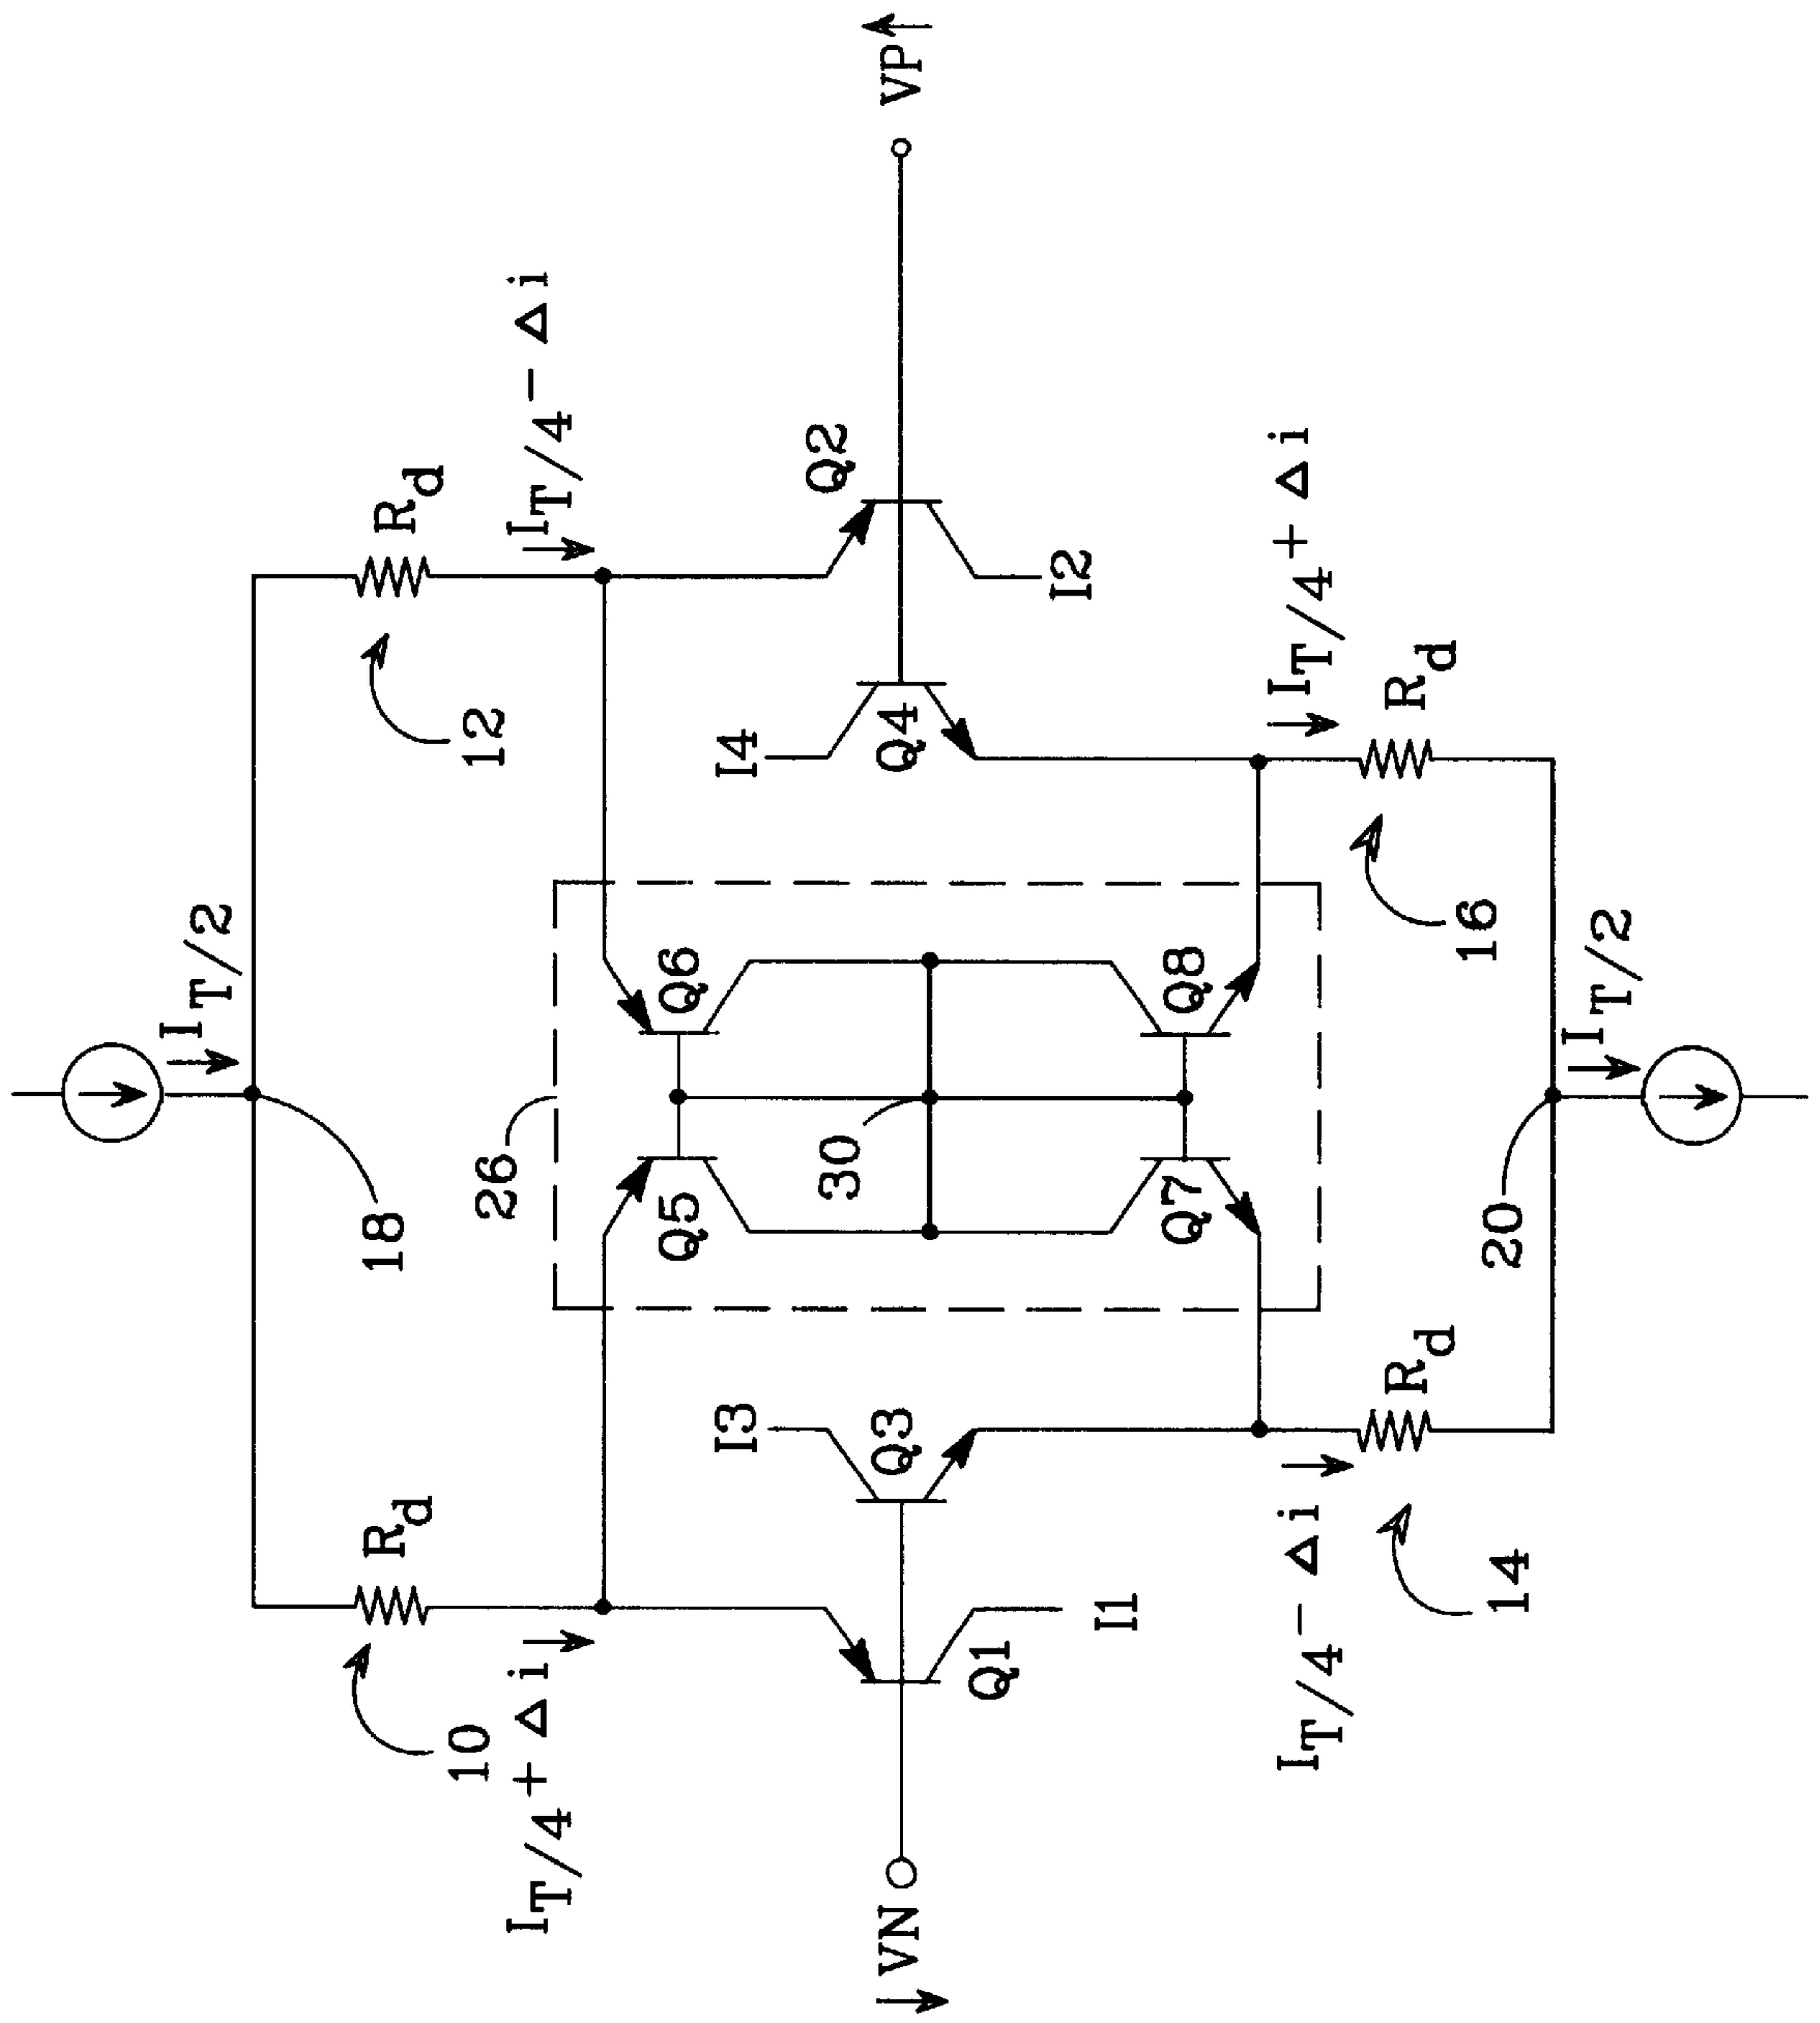 I_T/2
18
R_d
10
I_T/4 + Δi
R_d
12
I_T/4 - Δi
26
Q5
Q6
30
Q7
Q8
VN
Q1
I1
I3
Q3
I4
Q4
Q2
I2
VP
I_T/4 - Δi
R_d
14
I_T/4 + Δi
R_d
16
20
I_T/2